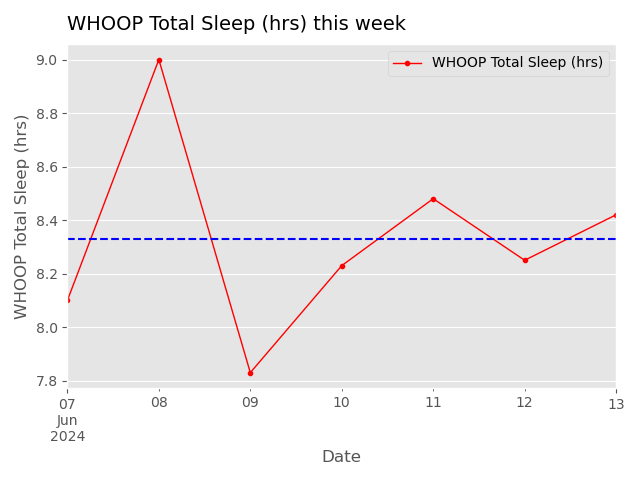 WHOOP Total Sleep (hrs) this week
WHOOP Total Sleep (hrs)
WHOOP Total Sleep (hrs)
9.0
8.8
8.6
8.4
8.2
8.0
7.8
07 08 09 10 11 12 13
Jun
2024
Date